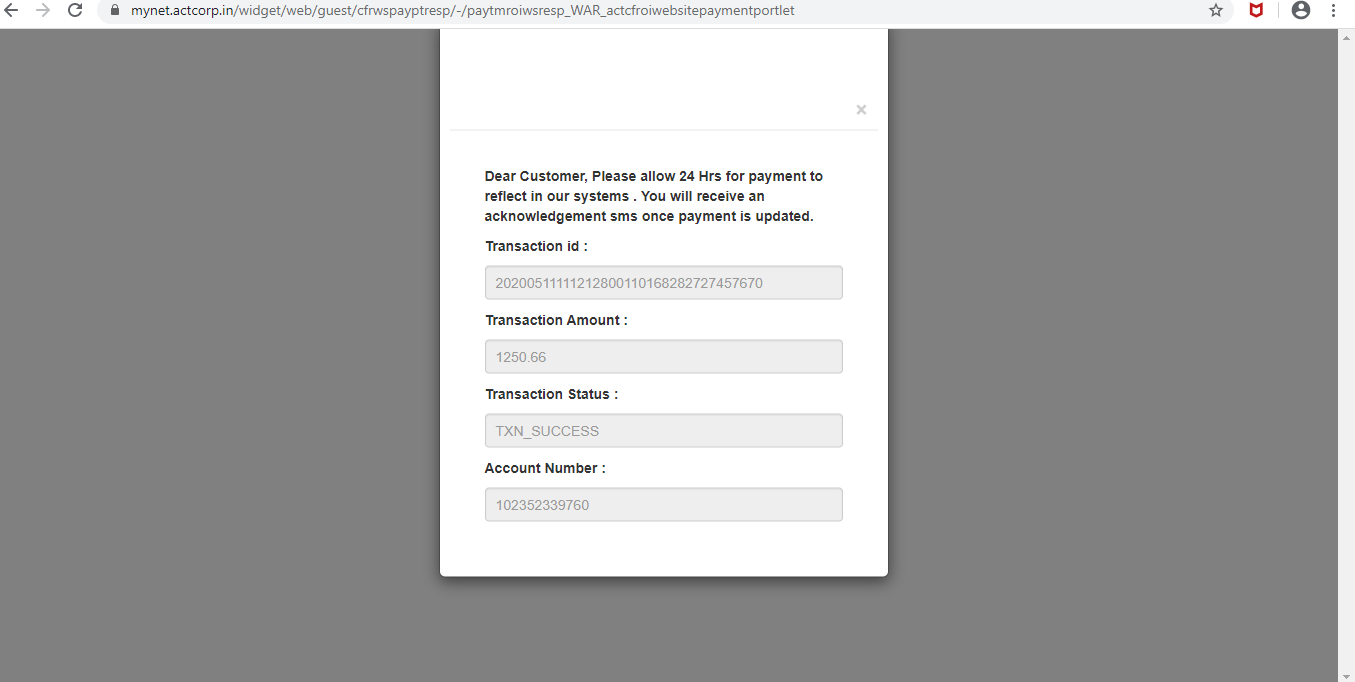 mynet.actcorp.in/widget/web/guest/cfrwspayptresp/-/paytmroiwsresp_WAR_actcfroiwebsitepaymentportlet
×
Dear Customer, Please allow 24 Hrs for payment to
reflect in our systems . You will receive an
acknowledgement sms once payment is updated.
Transaction id :
20200511111212800110168282727457670
Transaction Amount :
1250.66
Transaction Status :
TXN_SUCCESS
Account Number :
102352339760